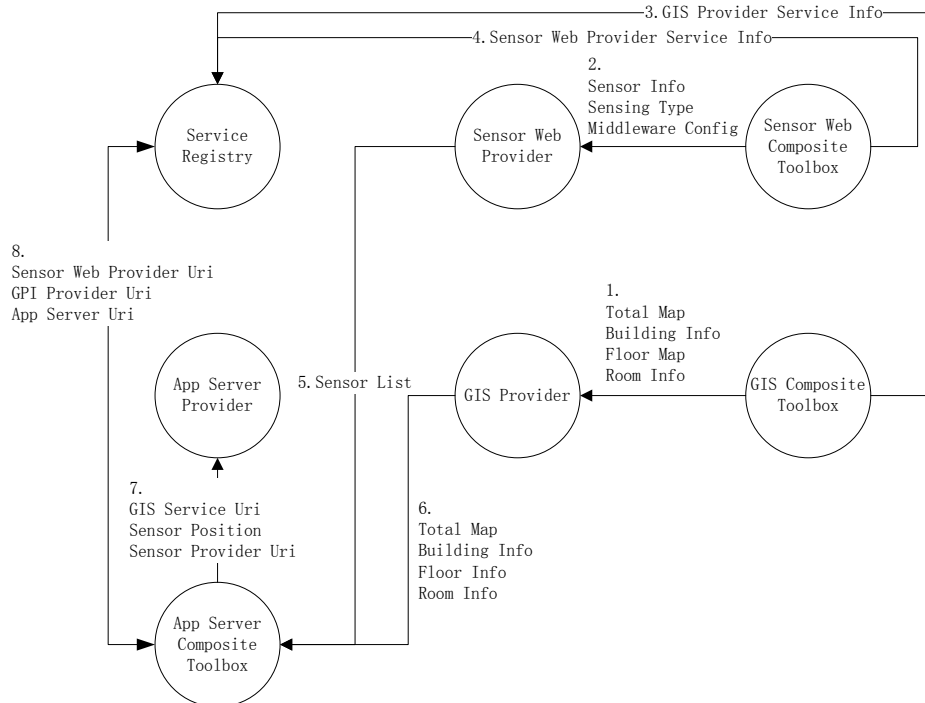 3.GIS Provider Service Info
4.Sensor Web Provider Service Info
2.
Sensor Info
Sensing Type
Middleware Config
Service
Registry
Sensor Web
Provider
Sensor Web
Composite
Toolbox
8.
Sensor Web Provider Uri
GPI Provider Uri
App Server Uri
1.
Total Map
Building Info
Floor Map
Room Info
App Server
Provider
5.Sensor List
GIS Provider
GIS Composite
Toolbox
7.
GIS Service Uri
Sensor Position
Sensor Provider Uri
6.
Total Map
Building Info
Floor Info
Room Info
App Server
Composite
Toolbox